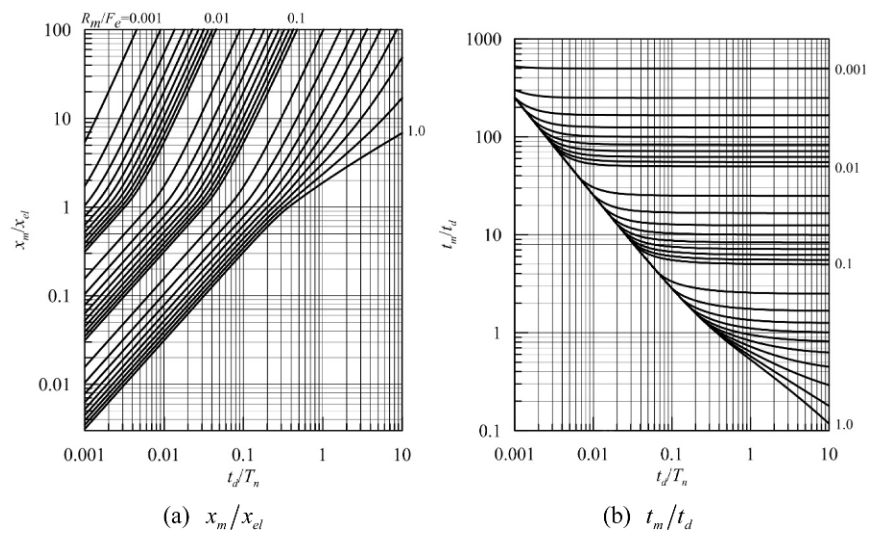 R_m/F_e=0.001 0.01 0.1
100
10
1
0.1
0.01
1.0
x_m/x_el
0.001 0.01 0.1 1 10
t_d/T_n
(a) x_m/x_el
1000
100
10
1
0.1
0.001
0.01
0.1
1.0
t_m/t_d
0.001 0.01 0.1 1 10
t_d/T_n
(b) t_m/t_d